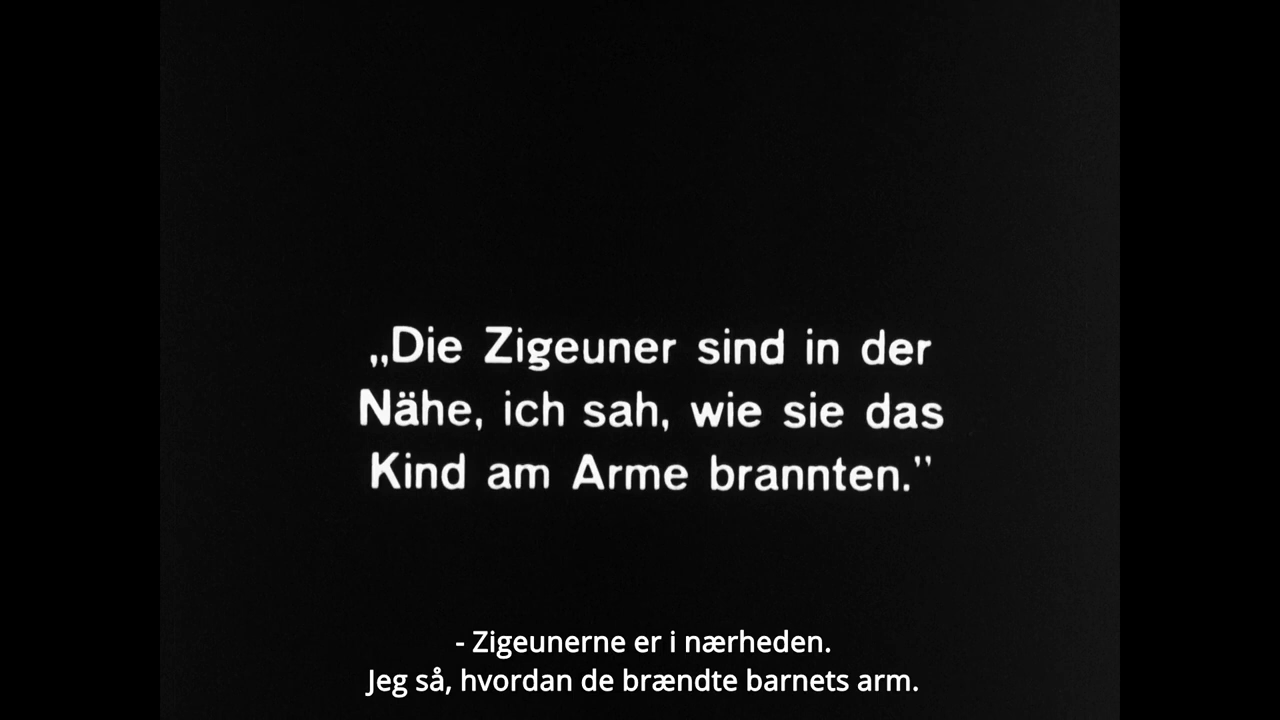 „Die Zigeuner sind in der
Nähe, ich sah, wie sie das
Kind am Arme brannten.”
- Zigeunerne er i nærheden.
Jeg så, hvordan de brændte barnets arm.